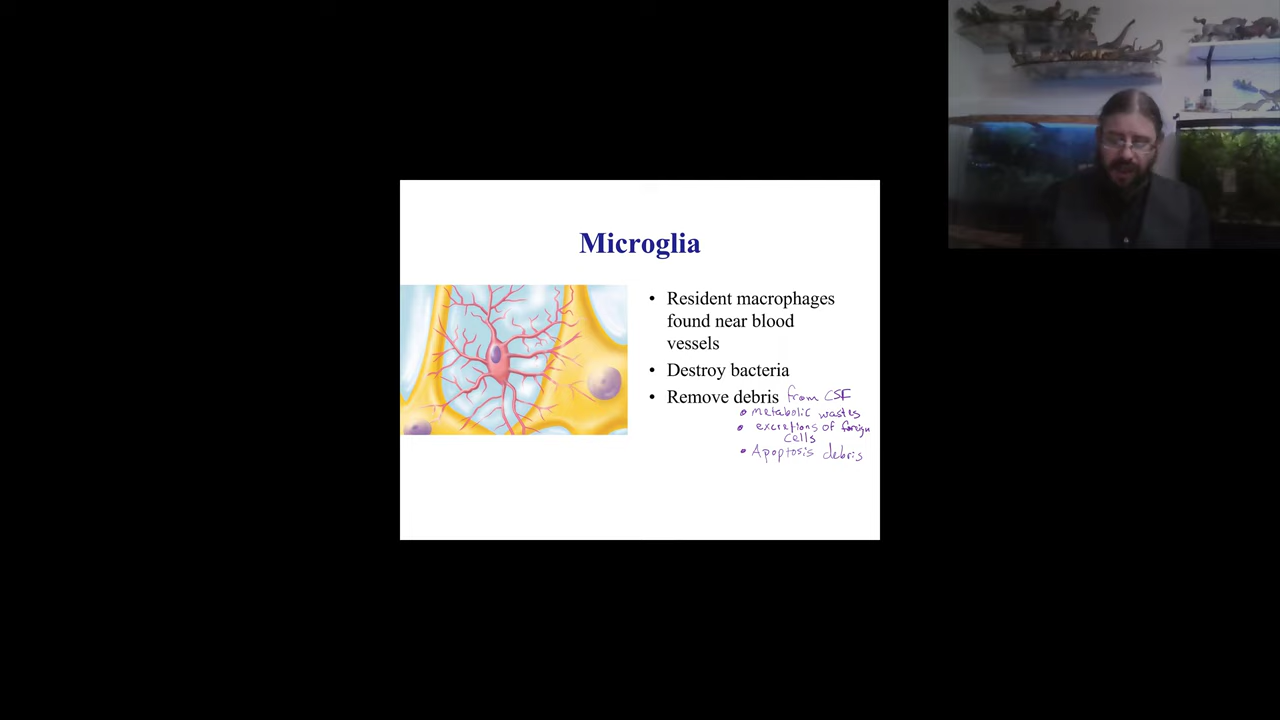 Microglia
• Resident macrophages
found near blood
vessels
• Destroy bacteria
• Remove debris from CSF
• metabolic wastes
• excretions of foreign
cells
• Apoptosis debris